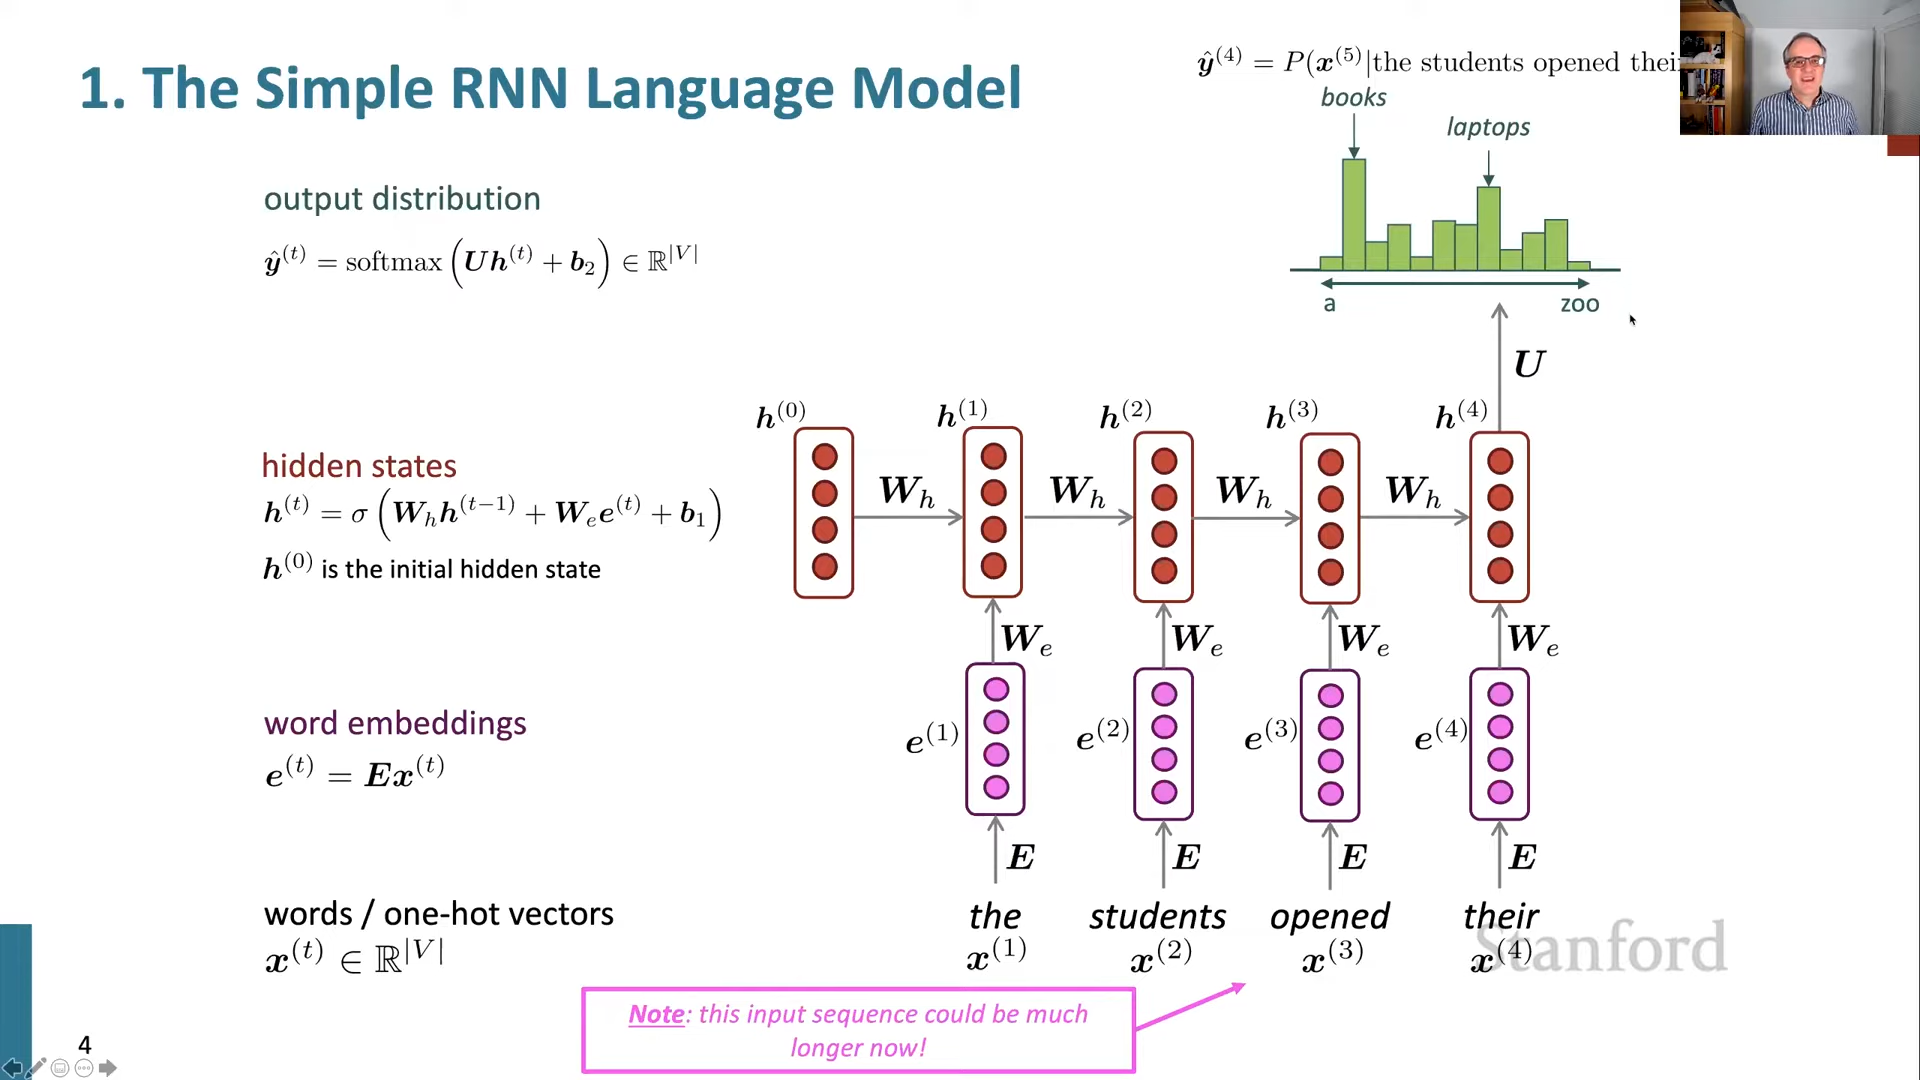 1. The Simple RNN Language Model
ŷ⁽⁴⁾ = P(x⁽⁵⁾|the students opened their
books
laptops
a
zoo
output distribution
ŷ⁽ᵗ⁾ = softmax (Uh⁽ᵗ⁾ + b₂) ∈ ℝ^|V|
U
h⁽⁰⁾ h⁽¹⁾ h⁽²⁾ h⁽³⁾ h⁽⁴⁾
hidden states
h⁽ᵗ⁾ = σ (W_h h⁽ᵗ⁻¹⁾ + W_e e⁽ᵗ⁾ + b₁)
h⁽⁰⁾ is the initial hidden state
W_h W_h W_h W_h
W_e W_e W_e W_e
word embeddings
e⁽ᵗ⁾ = Ex⁽ᵗ⁾
e⁽¹⁾ e⁽²⁾ e⁽³⁾ e⁽⁴⁾
E E E E
words / one-hot vectors
x⁽ᵗ⁾ ∈ ℝ^|V|
the students opened their
x⁽¹⁾ x⁽²⁾ x⁽³⁾ x⁽⁴⁾
Stanford
Note: this input sequence could be much
longer now!
4